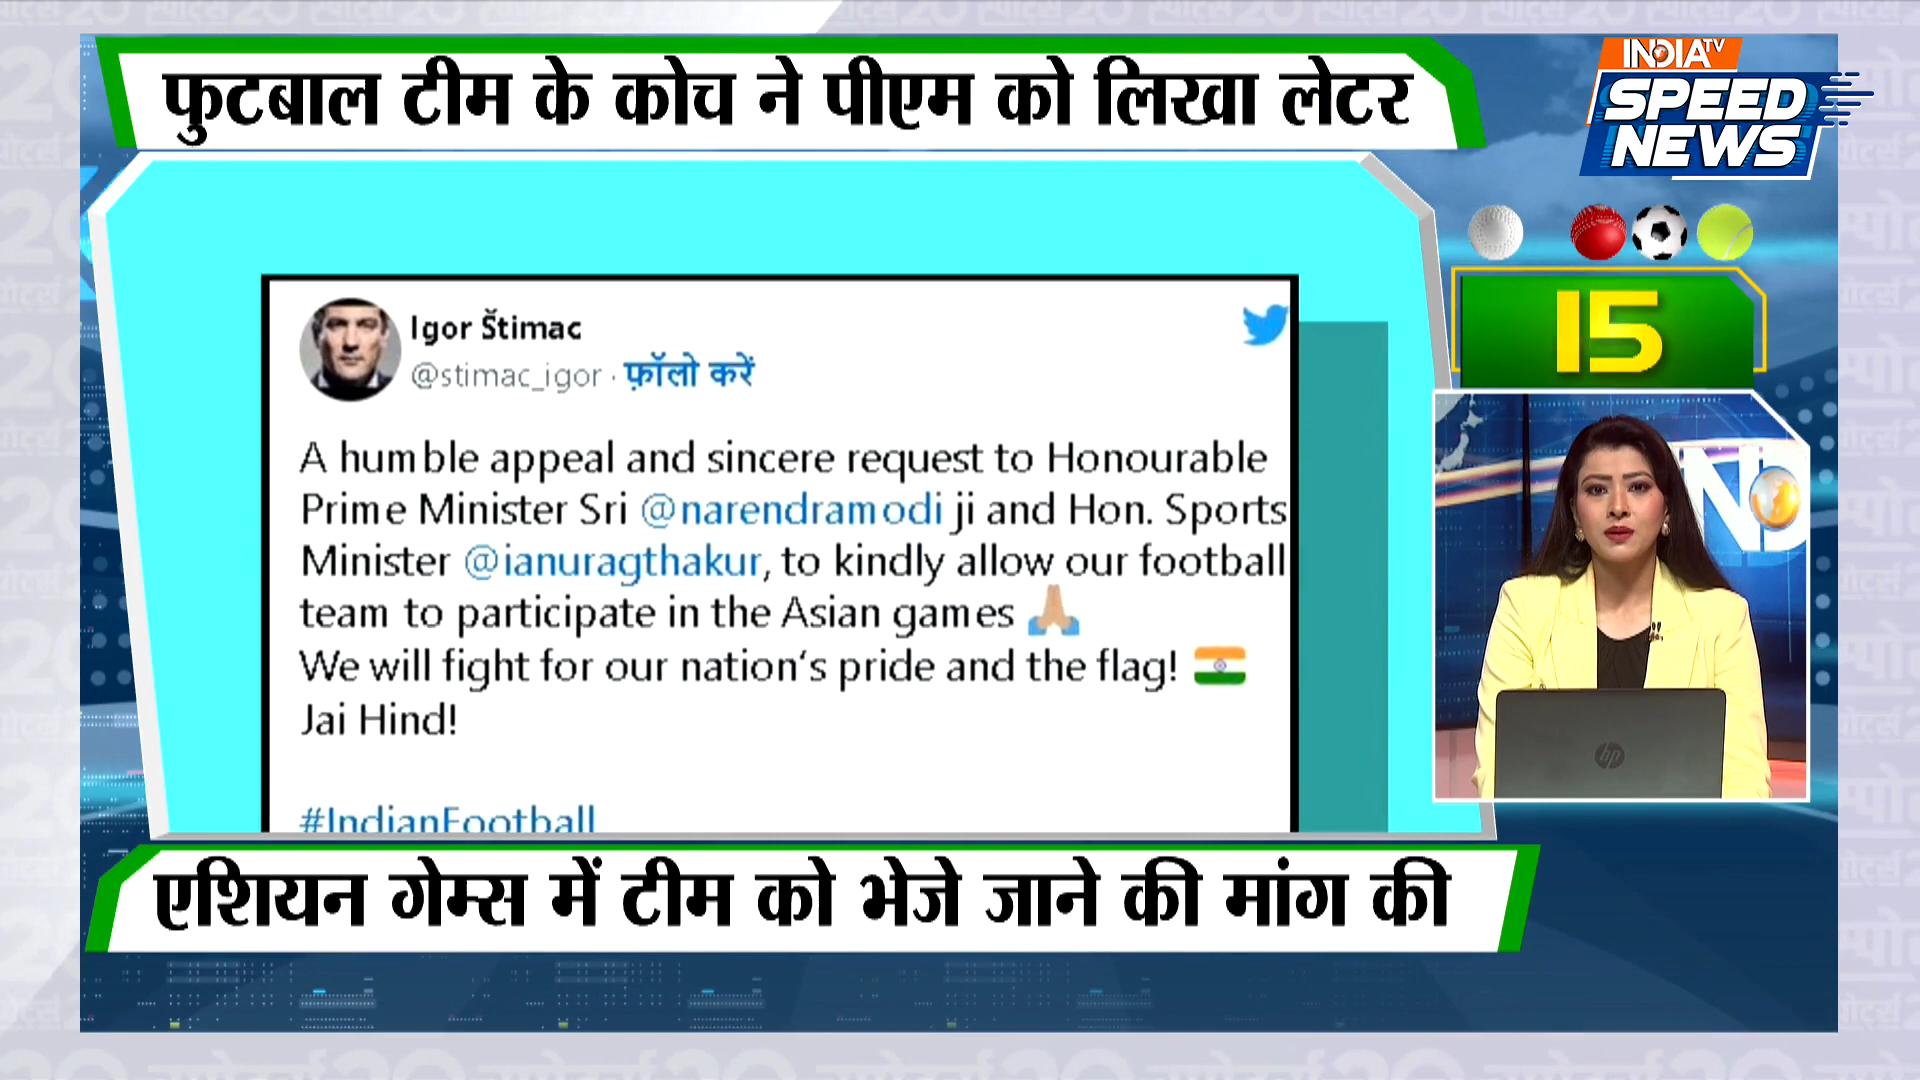 फुटबाल टीम के कोच ने पीएम को लिखा लेटर
INDIA TV
SPEED
NEWS
15
Igor Štimac
@stimac_igor · फ़ॉलो करें
A humble appeal and sincere request to Honourable
Prime Minister Sri @narendramodi ji and Hon. Sports
Minister @ianuragthakur, to kindly allow our football
team to participate in the Asian games 🙏🏼
We will fight for our nation‘s pride and the flag! 🇮🇳
Jai Hind!
#IndianFootball
hp
एशियन गेम्स में टीम को भेजे जाने की मांग की